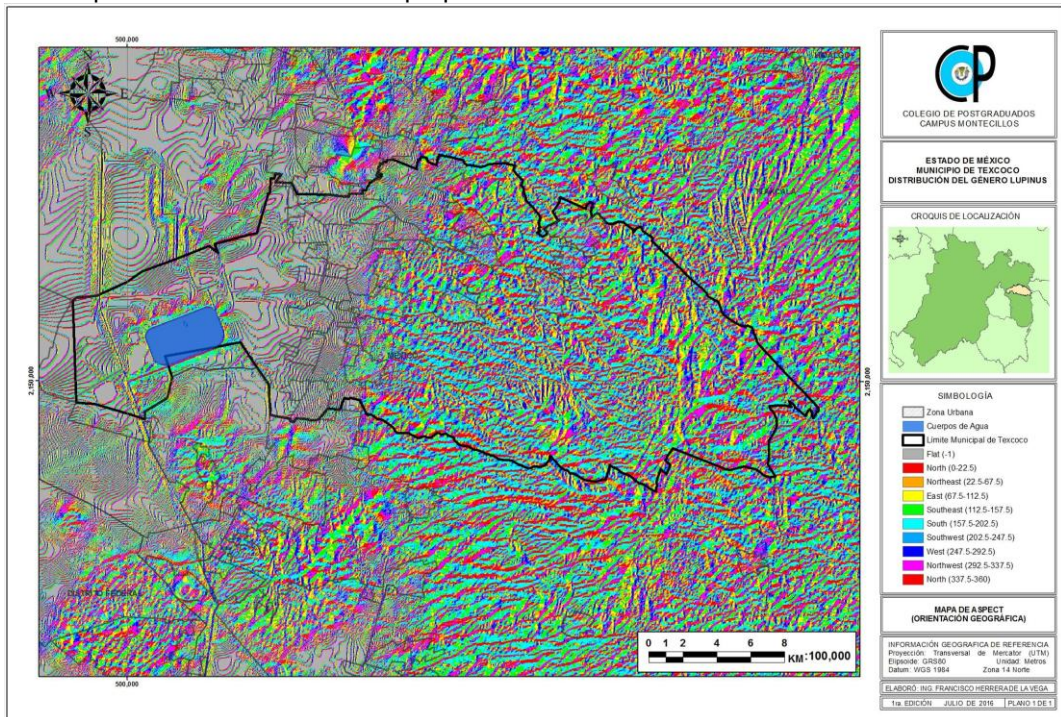 500,000
N
W E
S
2,150,000
2,150,000
500,000
0 1 2 4 6 8
KM:100,000
CP
COLEGIO DE POSTGRADUADOS
CAMPUS MONTECILLOS
ESTADO DE MÉXICO
MUNICIPIO DE TEXCOCO
DISTRIBUCIÓN DEL GÉNERO LUPINUS
CROQUIS DE LOCALIZACIÓN
SIMBOLOGÍA
Zona Urbana
Cuerpos de Agua
Limite Municipal de Texcoco
Flat (-1)
North (0-22.5)
Northeast (22.5-67.5)
East (67.5-112.5)
Southeast (112.5-157.5)
South (157.5-202.5)
Southwest (202.5-247.5)
West (247.5-292.5)
Northwest (292.5-337.5)
North (337.5-360)
MAPA DE ASPECT
(ORIENTACIÓN GEOGRÁFICA)
INFORMACIÓN GEOGRAFICA DE REFERENCIA
Proyección: Transversal de Mercator (UTM)
Elipsoide: GRS80 Unidad: Metros
Datum: WGS 1984 Zona 14 Norte
ELABORÓ: ING. FRANCISCO HERRERA DE LA VEGA
1ra. EDICIÓN JULIO DE 2016 PLANO 1 DE 1